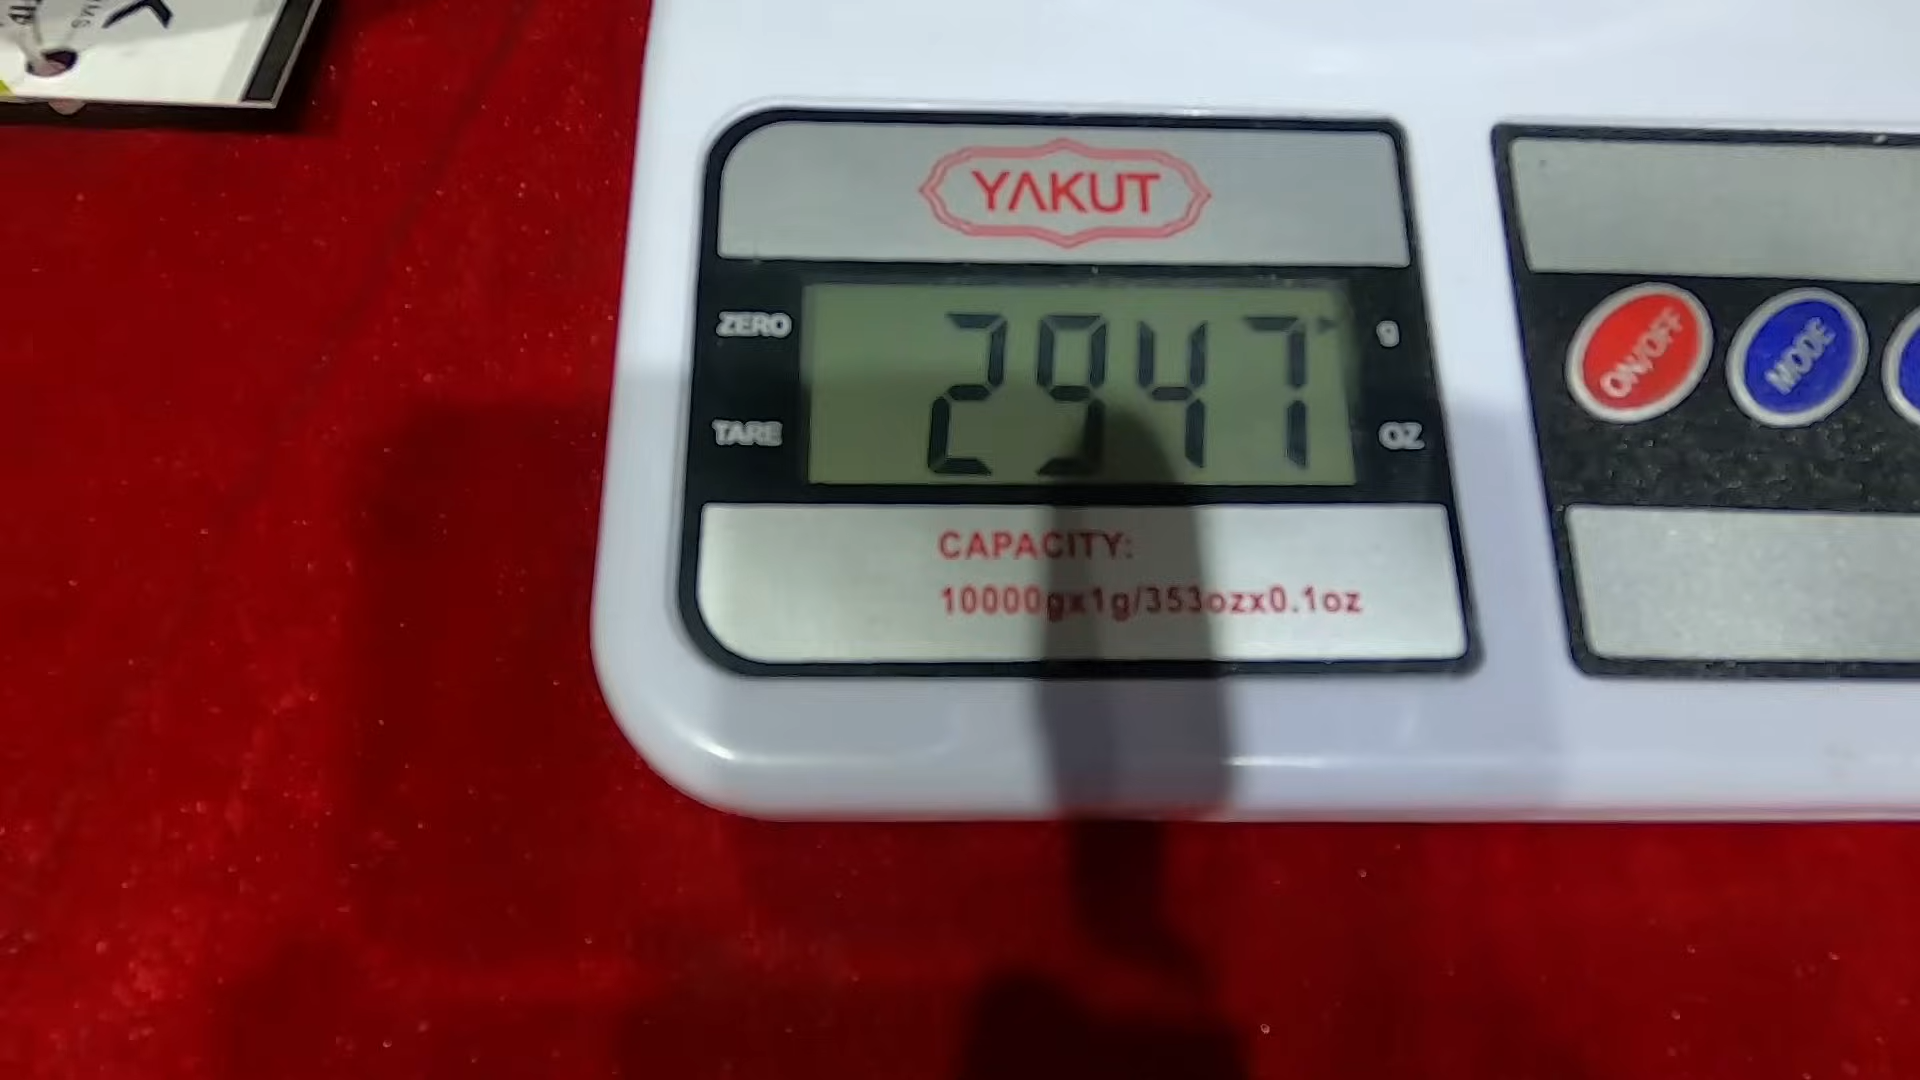 YAKUT
ZERO
2947
g
TARE
OZ
CAPACITY:
10000gx1g/353ozx0.1oz
ON/OFF
MODE